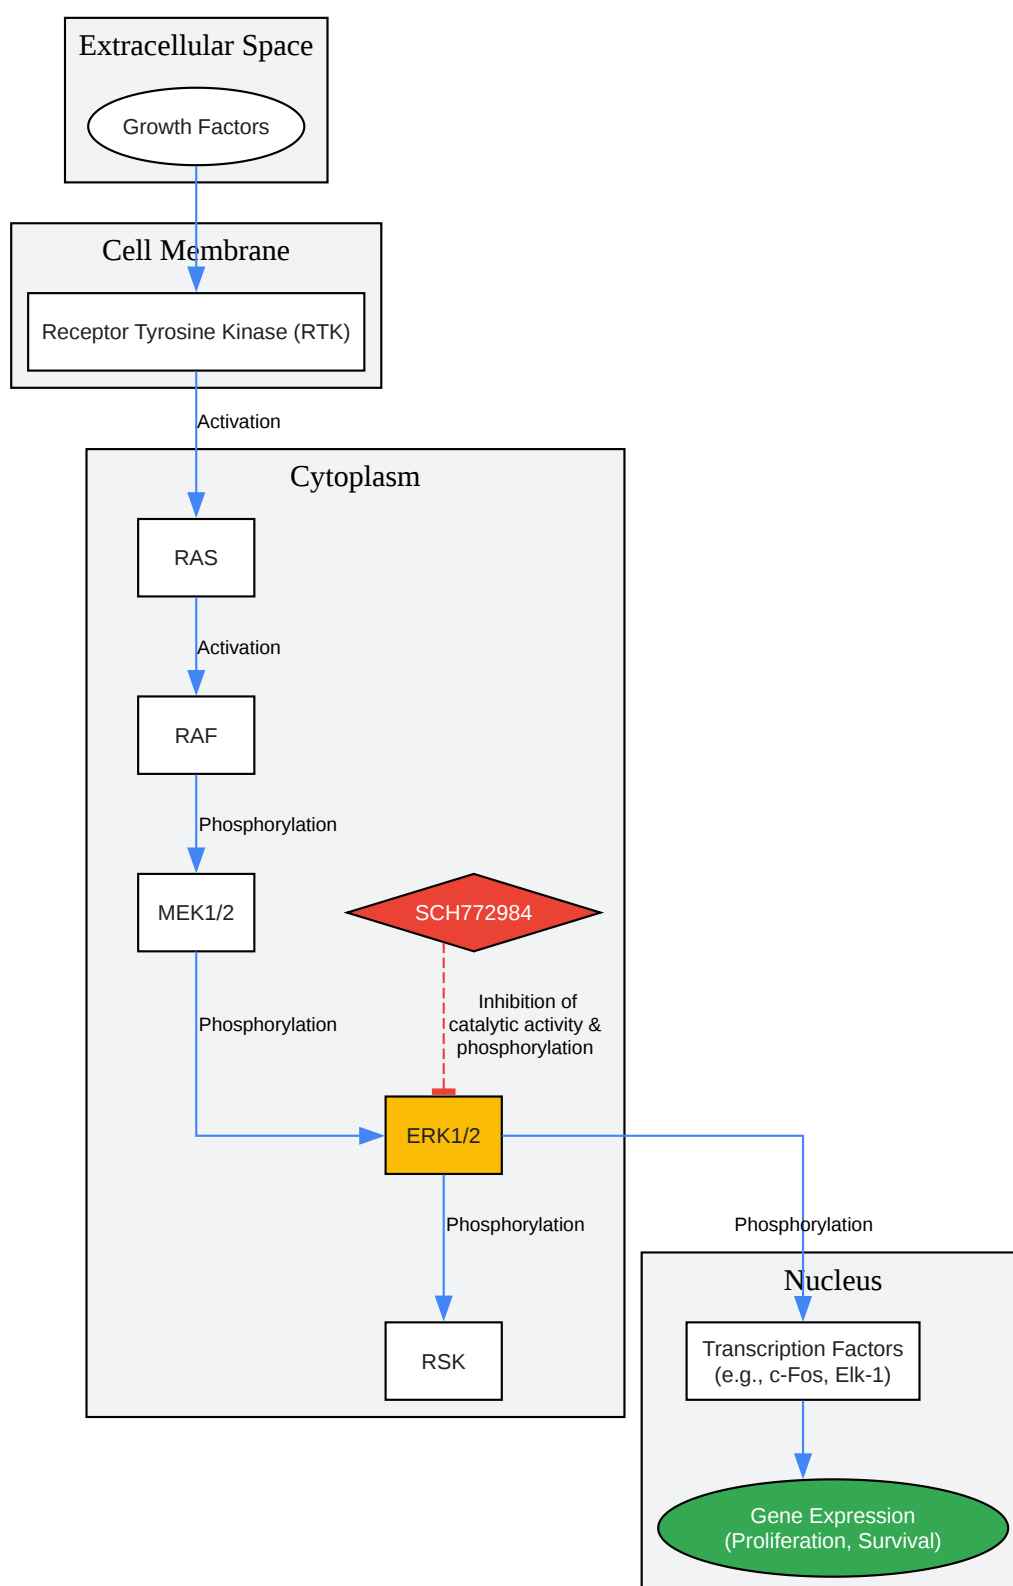 Extracellular Space
Growth Factors
Cell Membrane
Receptor Tyrosine Kinase (RTK)
Activation
Cytoplasm
RAS
Activation
RAF
Phosphorylation
MEK1/2
SCH772984
Phosphorylation
Inhibition of
catalytic activity &
phosphorylation
ERK1/2
Phosphorylation
Phosphorylation
Nucleus
RSK
Transcription Factors
(e.g., c-Fos, Elk-1)
Gene Expression
(Proliferation, Survival)